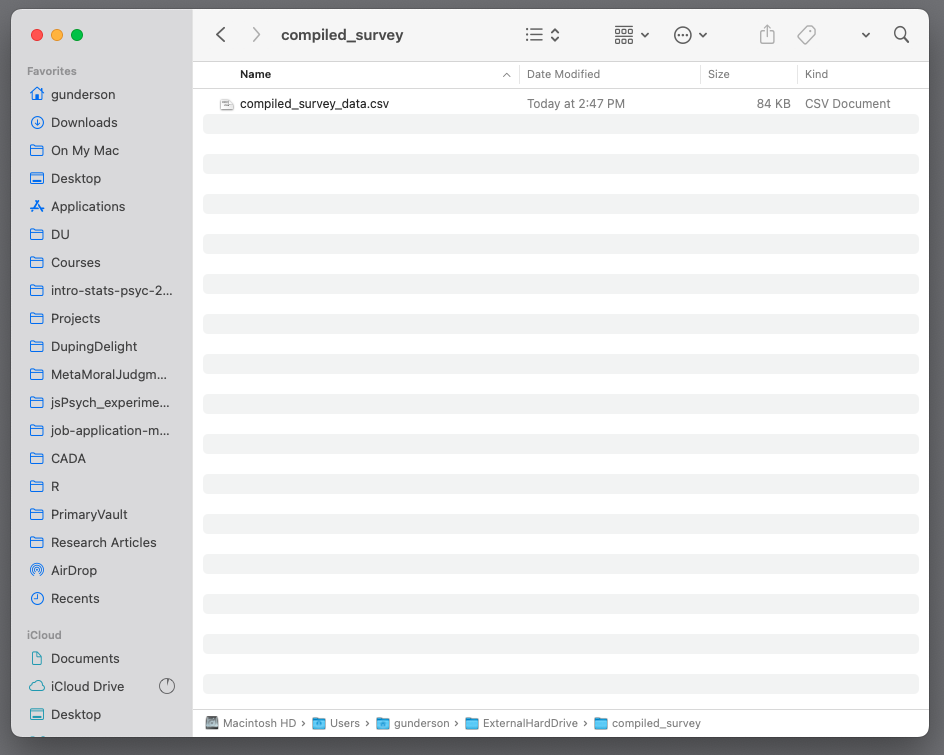 compiled_survey
Favorites
gunderson
Downloads
On My Mac
Desktop
Applications
DU
Courses
intro-stats-psyc-2...
Projects
DupingDelight
MetaMoralJudgm...
jsPsych_experime...
job-application-m...
CADA
R
PrimaryVault
Research Articles
AirDrop
Recents
iCloud
Documents
iCloud Drive
Desktop
Name Date Modified Size Kind
compiled_survey_data.csv Today at 2:47 PM 84 KB CSV Document
Macintosh HD › Users › gunderson › ExternalHardDrive › compiled_survey